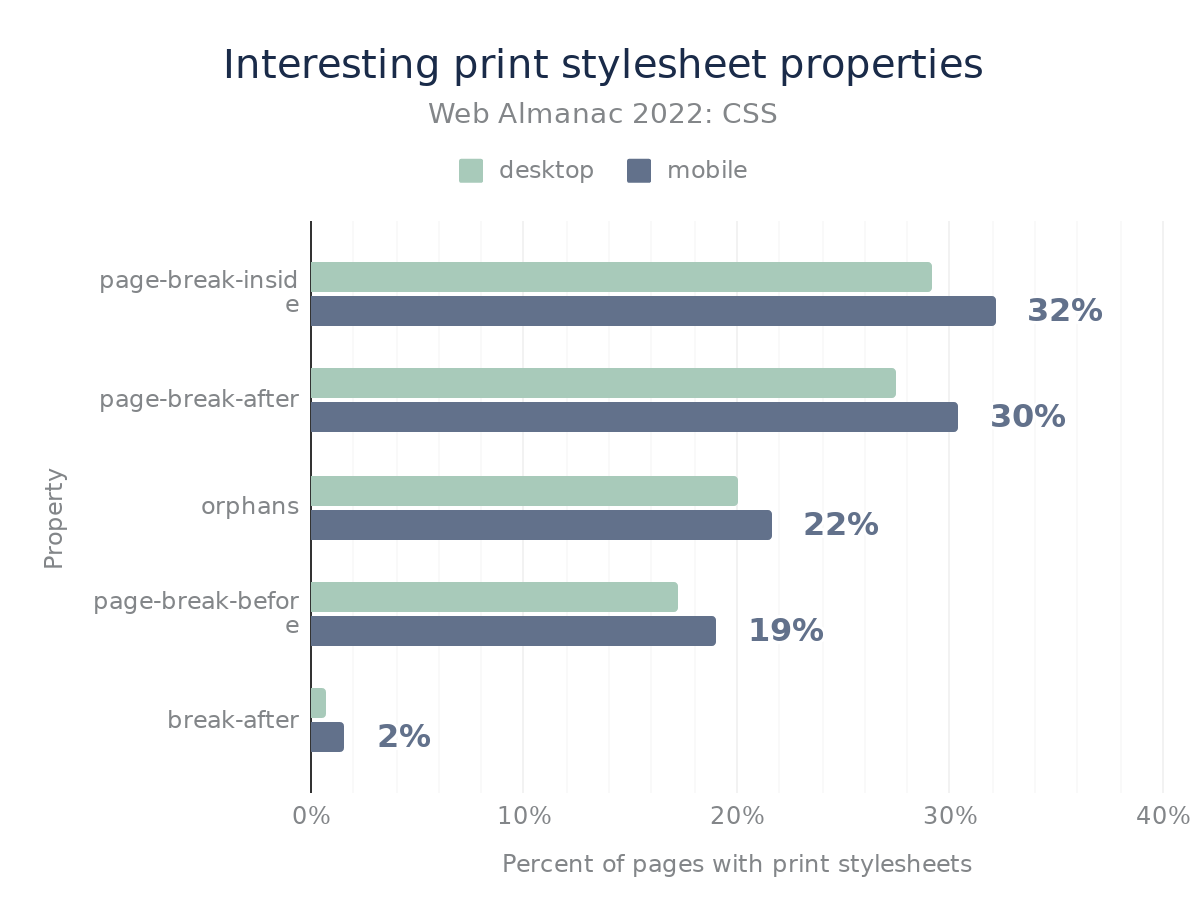 Interesting print stylesheet properties
Web Almanac 2022: CSS
desktop mobile
page-break-insid
e
32%
page-break-after
30%
orphans
22%
page-break-befor
e
19%
break-after
2%
Property
0% 10% 20% 30% 40%
Percent of pages with print stylesheets